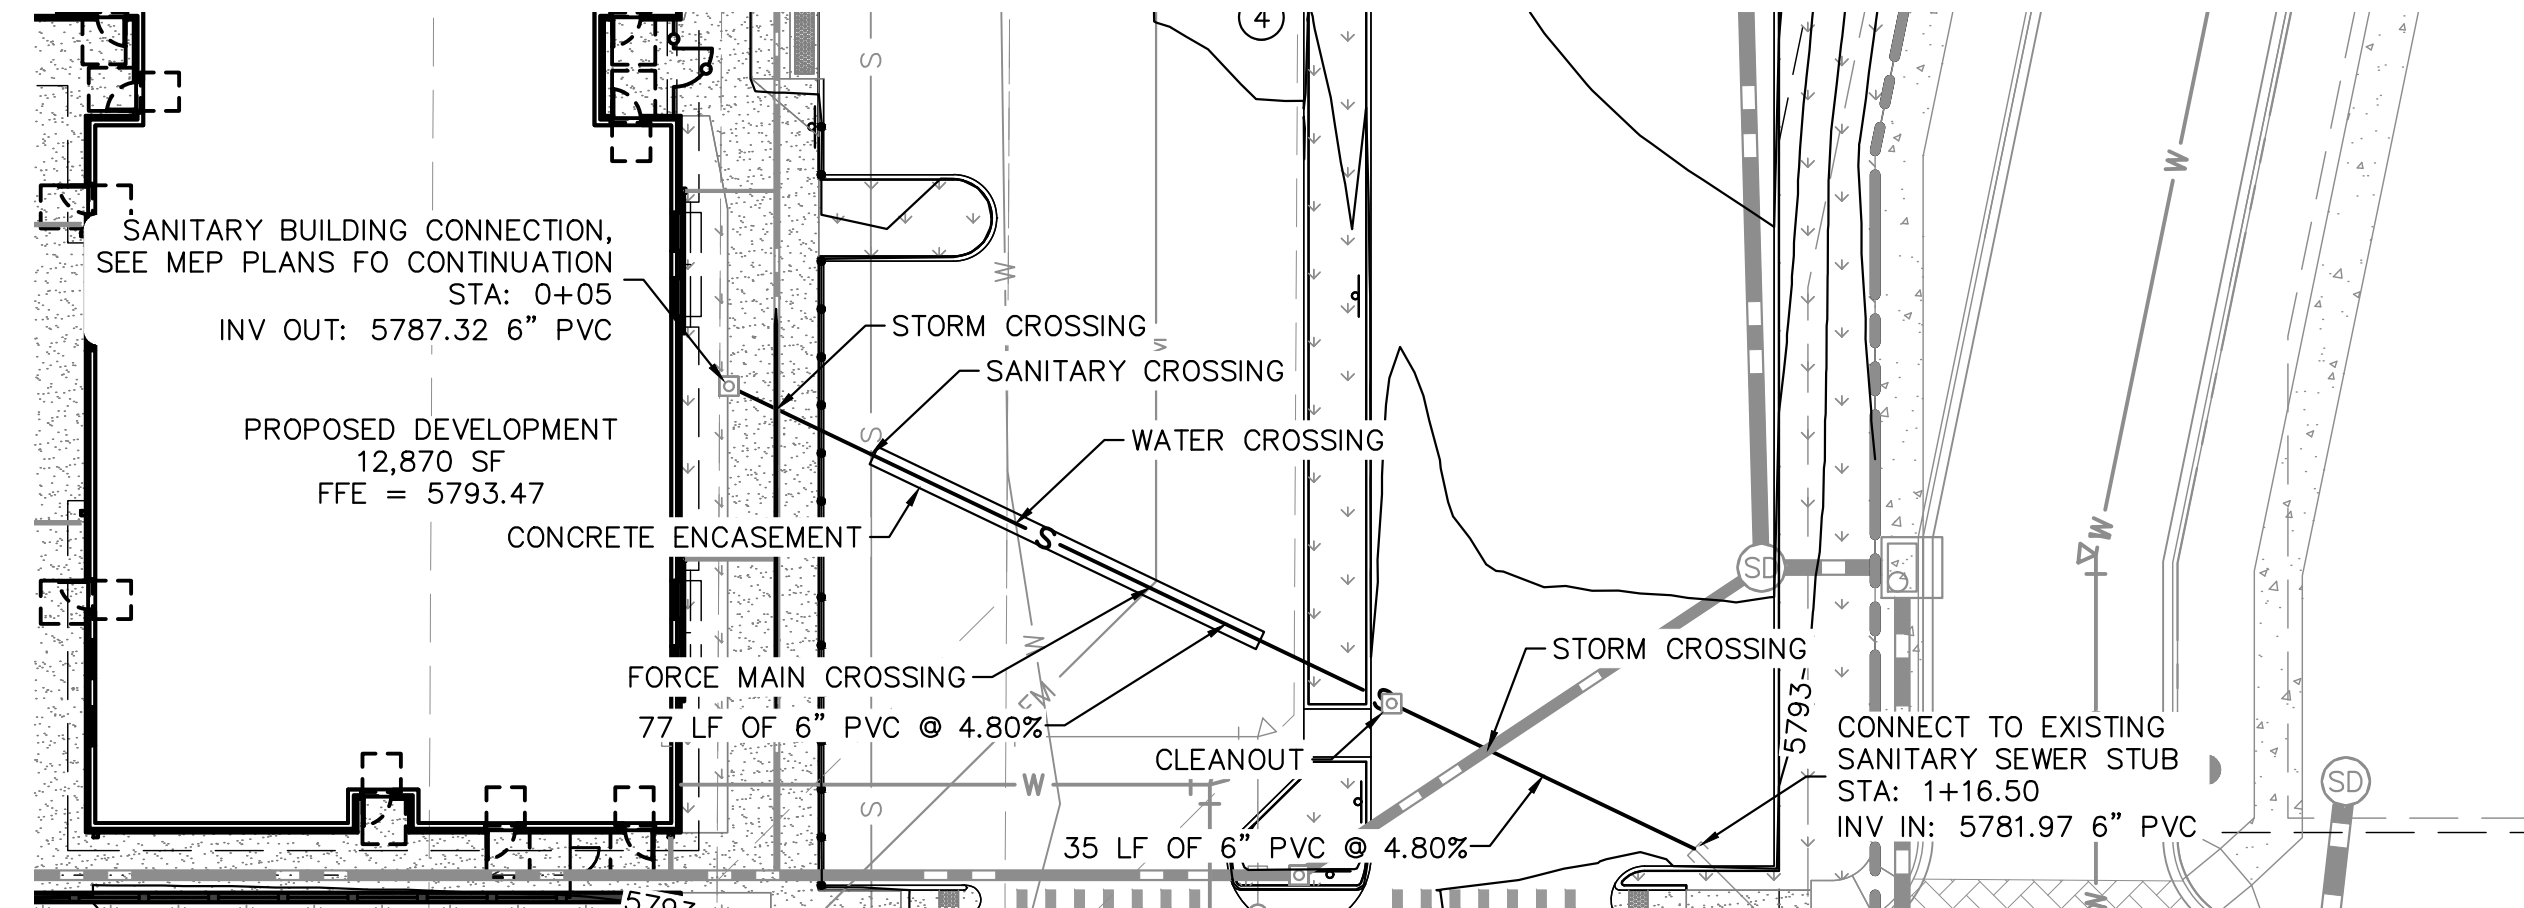 4
S
SANITARY BUILDING CONNECTION,
SEE MEP PLANS FO CONTINUATION
STA: 0+05
INV OUT: 5787.32 6" PVC
W
W
STORM CROSSING
SANITARY CROSSING
PROPOSED DEVELOPMENT
12,870 SF
FFE = 5793.47
S
WATER CROSSING
CONCRETE ENCASEMENT
S
W
SD
FORCE MAIN CROSSING
FM
STORM CROSSING
77 LF OF 6" PVC @ 4.80%
S
5793
CLEANOUT
CONNECT TO EXISTING
SANITARY SEWER STUB
STA: 1+16.50
INV IN: 5781.97 6" PVC
W
S
35 LF OF 6" PVC @ 4.80%
SD
W
5793